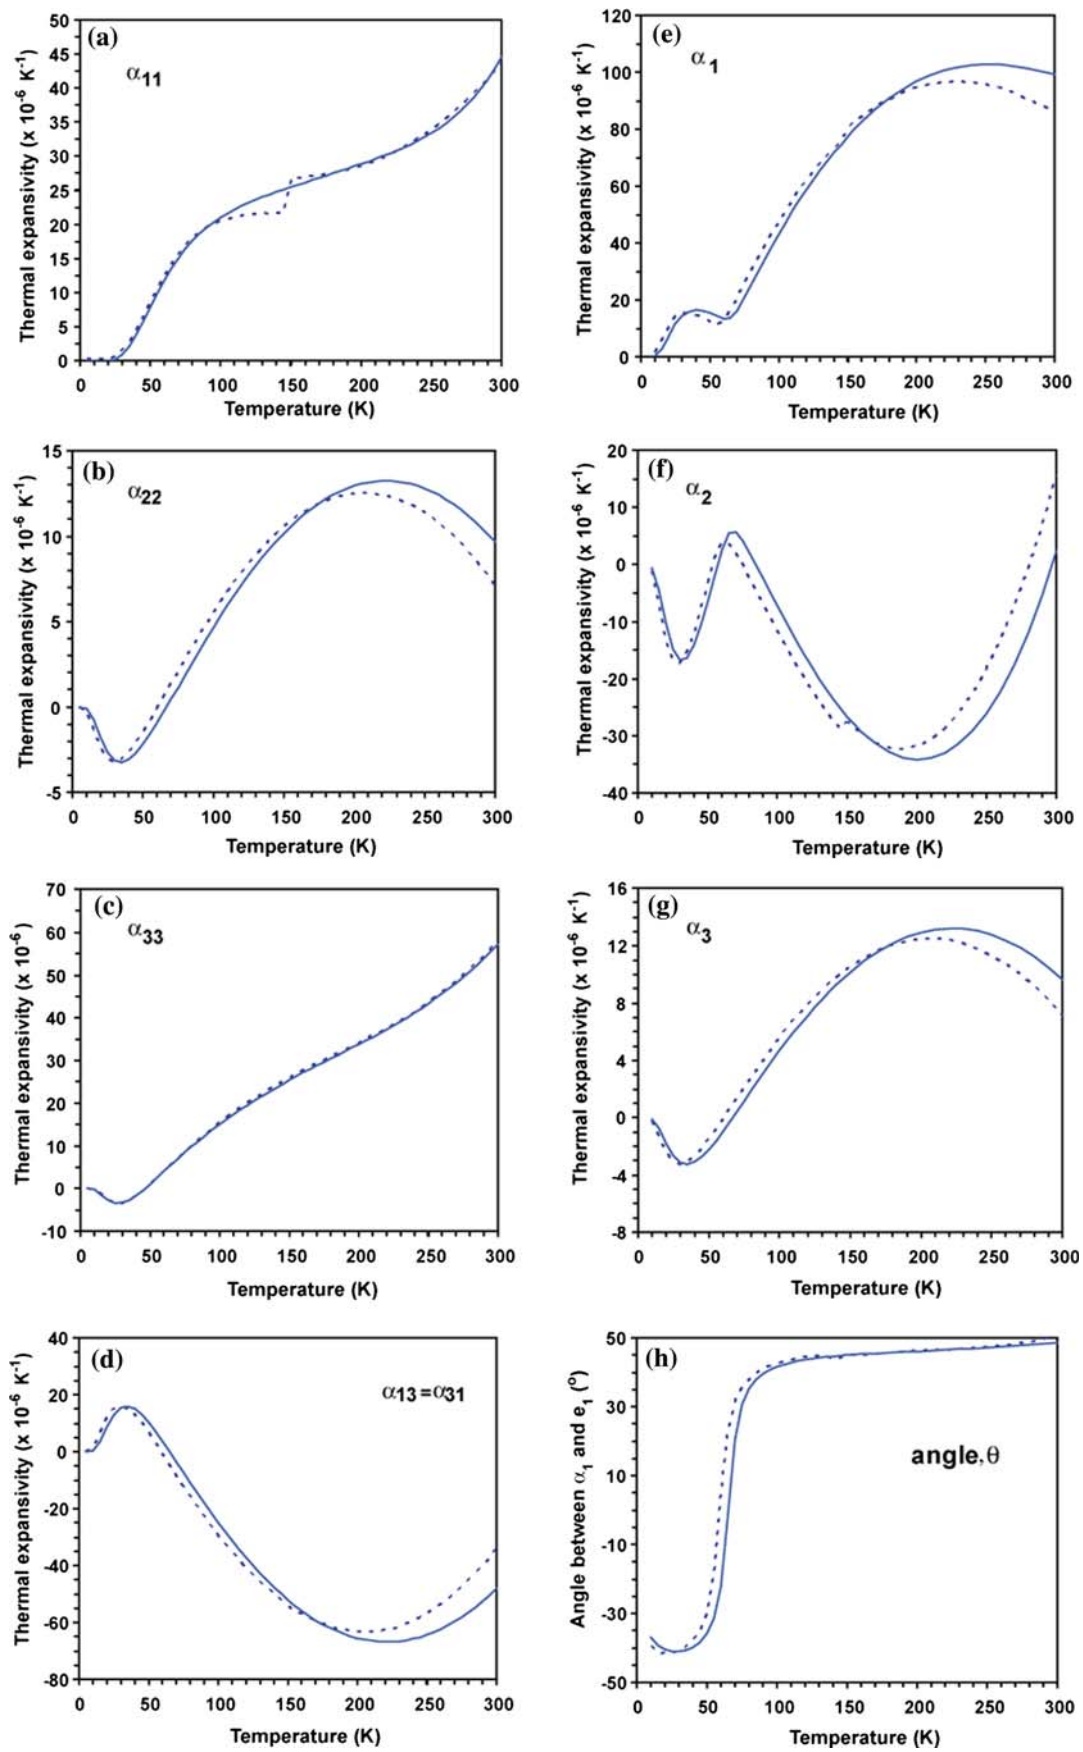 (a)
α11
Thermal expansivity (x 10-6 K-1)
50
45
40
35
30
25
20
15
10
5
0
0 50 100 150 200 250 300
Temperature (K)
(e)
α1
Thermal expansivity (x 10-6 K-1)
120
100
80
60
40
20
0
0 50 100 150 200 250 300
Temperature (K)
(b)
α22
Thermal expansivity (x 10-6 K-1)
15
10
5
0
-5
0 50 100 150 200 250 300
Temperature (K)
(f)
α2
Thermal expansivity (x 10-6 K-1)
20
10
0
-10
-20
-30
-40
0 50 100 150 200 250 300
Temperature (K)
(c)
α33
Thermal expansivity (x 10-6)
70
60
50
40
30
20
10
0
-10
0 50 100 150 200 250 300
Temperature (K)
(g)
α3
Thermal expansivity (x 10-6 K-1)
16
12
8
4
0
-4
-8
0 50 100 150 200 250 300
Temperature (K)
(d)
α13=α31
Thermal expansivity (x 10-6 K-1)
40
20
0
-20
-40
-60
-80
0 50 100 150 200 250 300
Temperature (K)
(h)
angle,θ
Angle between α1 and e1 (o)
50
30
10
-10
-30
-50
0 50 100 150 200 250 300
Temperature (K)